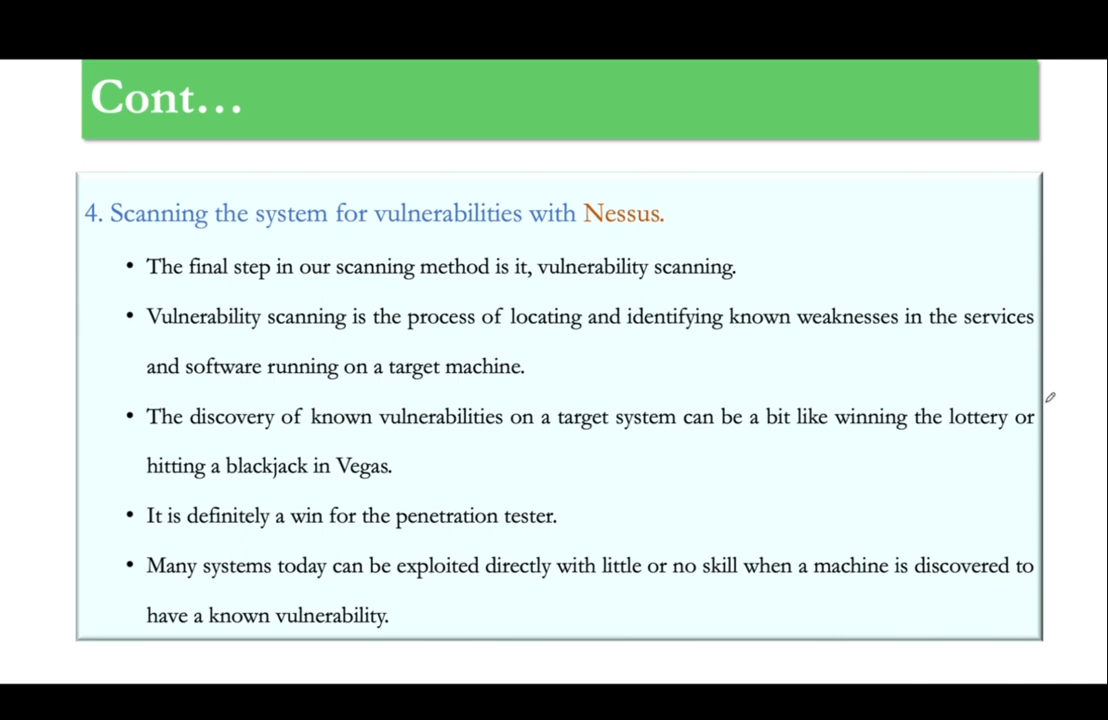 Cont...
4. Scanning the system for vulnerabilities with Nessus.
• The final step in our scanning method is it, vulnerability scanning.
• Vulnerability scanning is the process of locating and identifying known weaknesses in the services
and software running on a target machine.
• The discovery of known vulnerabilities on a target system can be a bit like winning the lottery or
hitting a blackjack in Vegas.
• It is definitely a win for the penetration tester.
• Many systems today can be exploited directly with little or no skill when a machine is discovered to
have a known vulnerability.